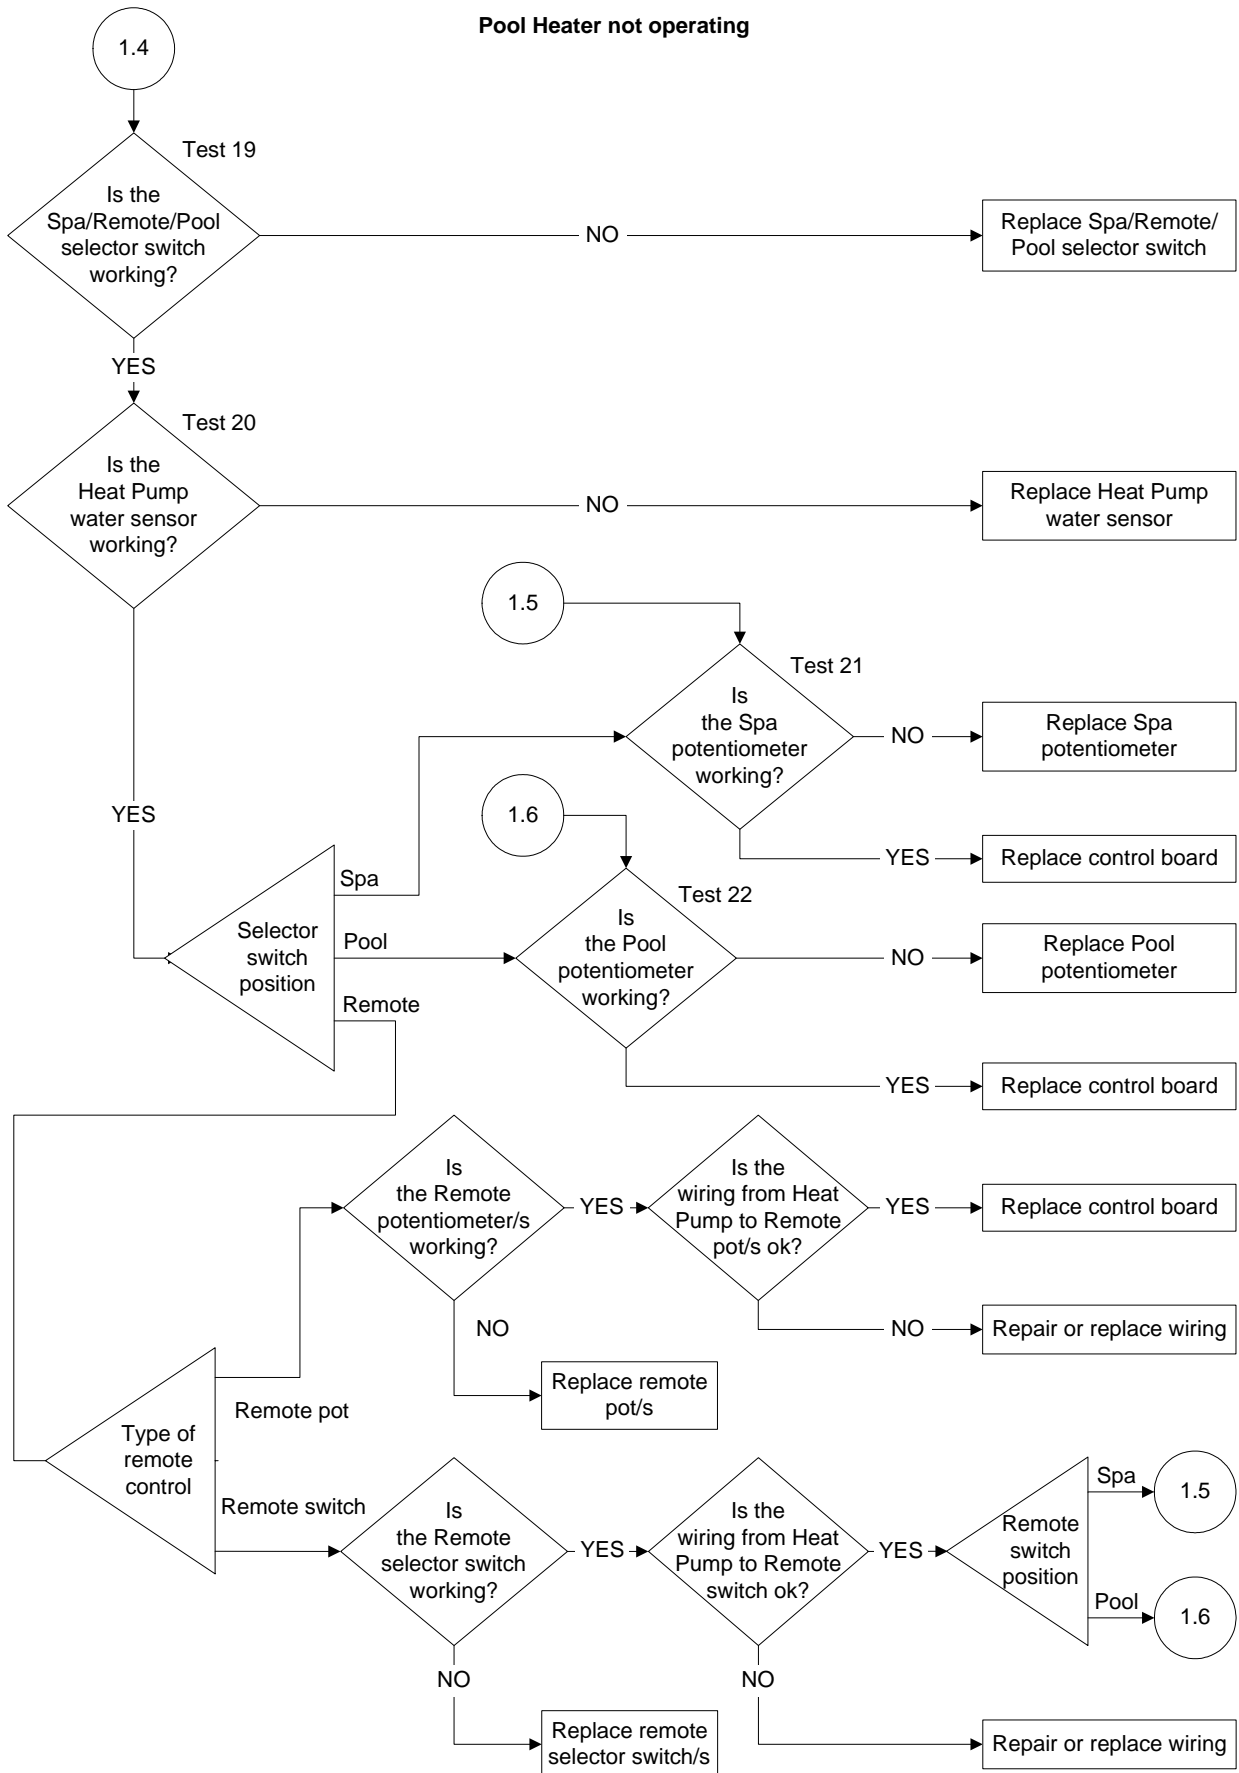 Pool Heater not operating
1.4
Test 19
Is the
Spa/Remote/Pool
selector switch
working?
NO
Replace Spa/Remote/
Pool selector switch
YES
Test 20
Is the
Heat Pump
water sensor
working?
NO
Replace Heat Pump
water sensor
YES
1.5
Test 21
Is
the Spa
potentiometer
working?
NO
Replace Spa
potentiometer
YES
Replace control board
1.6
Test 22
Selector
switch
position
Spa
Pool
Remote
Is
the Pool
potentiometer
working?
NO
Replace Pool
potentiometer
YES
Replace control board
Is
the Remote
potentiometer/s
working?
YES
Is the
wiring from Heat
Pump to Remote
pot/s ok?
YES
Replace control board
NO
Repair or replace wiring
NO
Replace remote
pot/s
Type of
remote
control
Remote pot
Remote switch
Is
the Remote
selector switch
working?
YES
Is the
wiring from Heat
Pump to Remote
switch ok?
YES
Remote
switch
position
Spa
1.5
Pool
1.6
NO
Replace remote
selector switch/s
NO
Repair or replace wiring